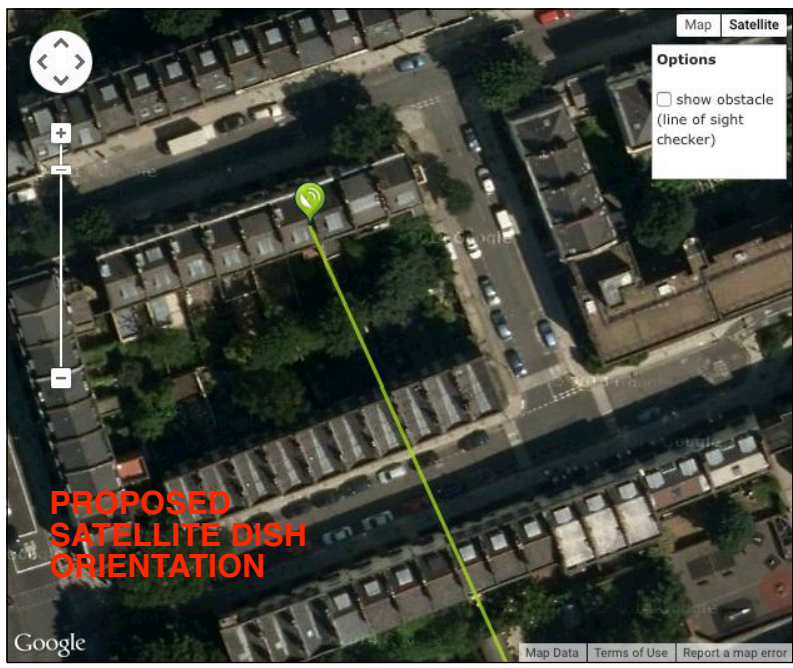 Map Satellite
Options
show obstacle
(line of sight
checker)
+
−
PROPOSED
SATELLITE DISH
ORIENTATION
Google
Map Data Terms of Use Report a map error